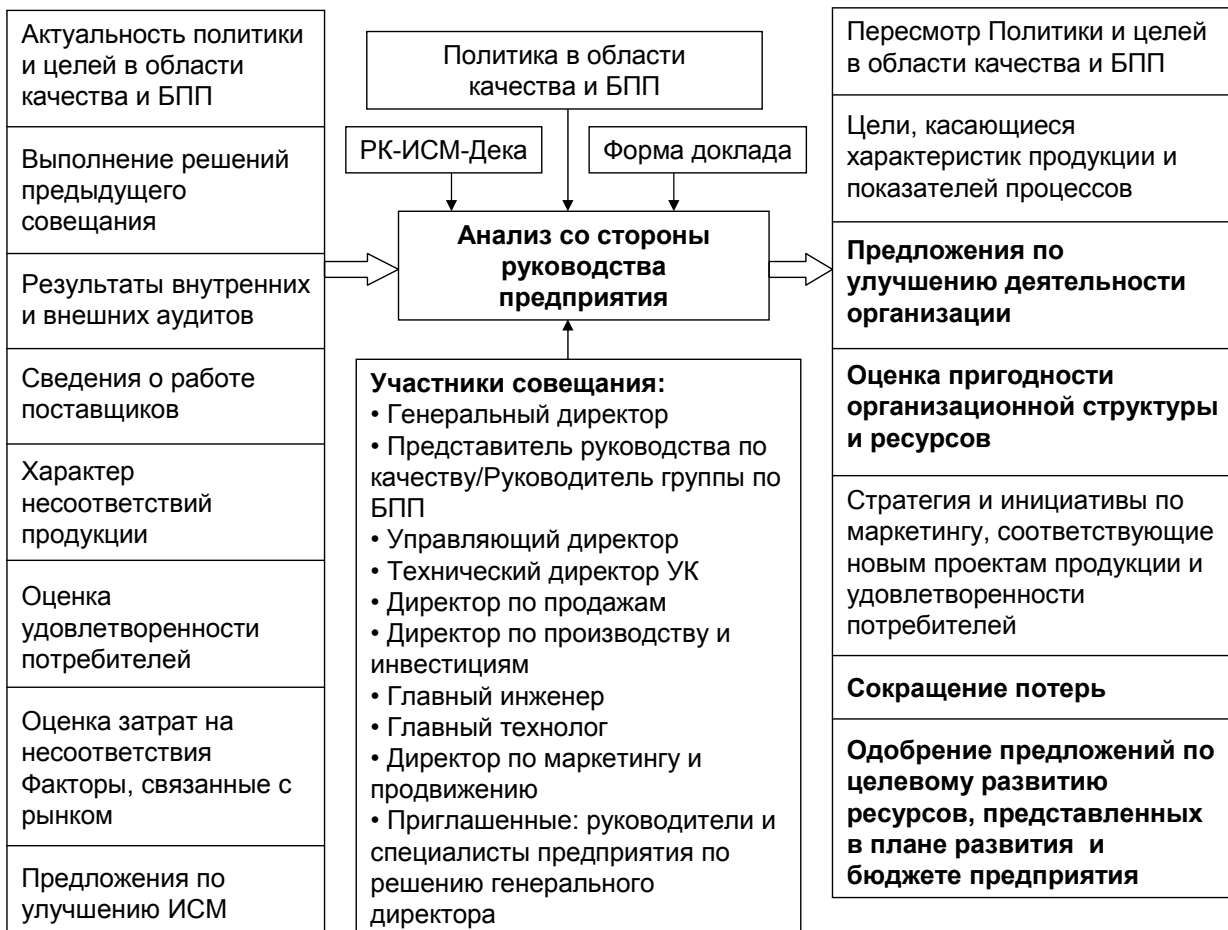 Актуальность политики
и целей в области
качества и БПП
Выполнение решений
предыдущего
совещания
Результаты внутренних
и внешних аудитов
Сведения о работе
поставщиков
Характер
несоответствий
продукции
Оценка
удовлетворенности
потребителей
Оценка затрат на
несоответствия
Факторы, связанные с
рынком
Предложения по
улучшению ИСМ
Политика в области
качества и БПП
РК-ИСМ-Дека
Форма доклада
Анализ со стороны
руководства
предприятия
Участники совещания:
• Генеральный директор
• Представитель руководства по
качеству/Руководитель группы по
БПП
• Управляющий директор
• Технический директор УК
• Директор по продажам
• Директор по производству и
инвестициям
• Главный инженер
• Главный технолог
• Директор по маркетингу и
продвижению
• Приглашенные: руководители и
специалисты предприятия по
решению генерального
директора
Пересмотр Политики и целей
в области качества и БПП
Цели, касающиеся
характеристик продукции и
показателей процессов
Предложения по
улучшению деятельности
организации
Оценка пригодности
организационной структуры
и ресурсов
Стратегия и инициативы по
маркетингу, соответствующие
новым проектам продукции и
удовлетворенности
потребителей
Сокращение потерь
Одобрение предложений по
целевому развитию
ресурсов, представленных
в плане развития и
бюджете предприятия